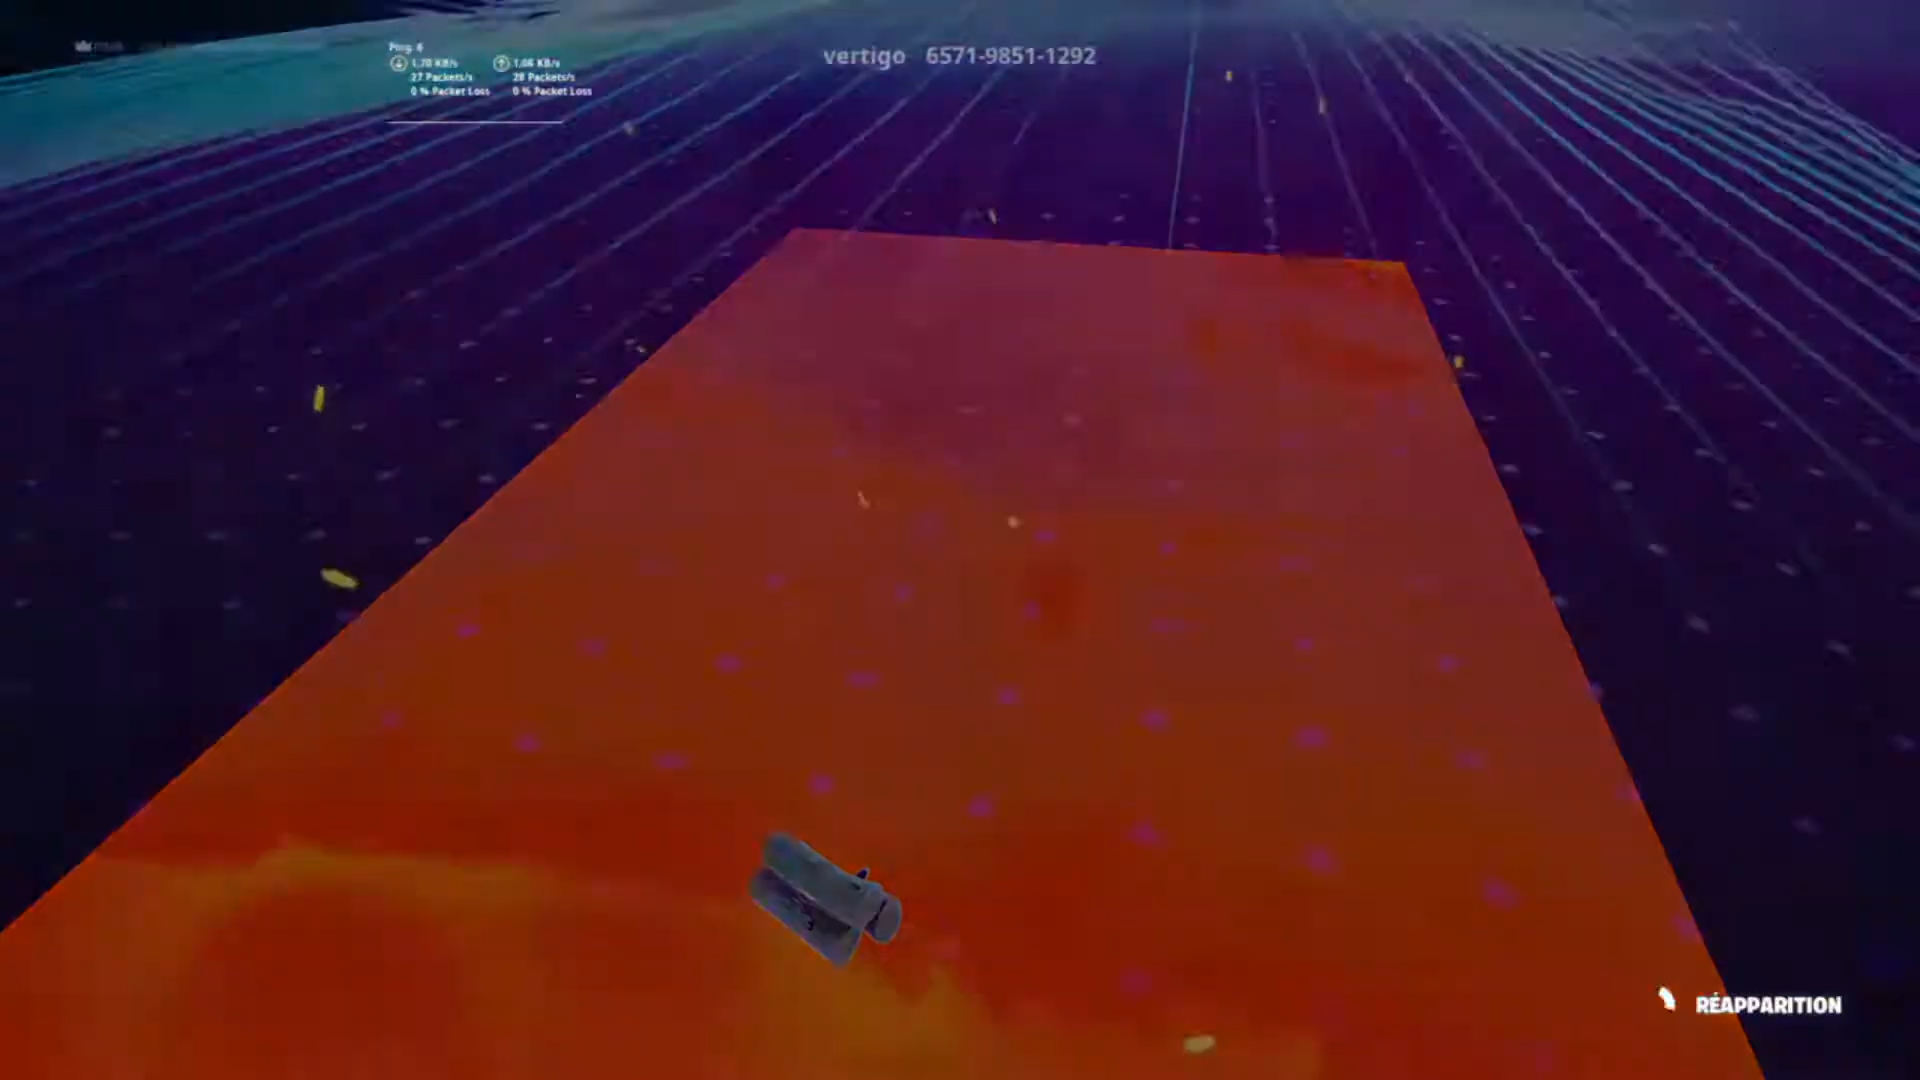 Ping: 6
1,70 KB/s 1,06 KB/s
27 Packets/s 28 Packets/s
0 % Packet Loss 0 % Packet Loss
vertigo 6571-9851-1292
3
RÉAPPARITION